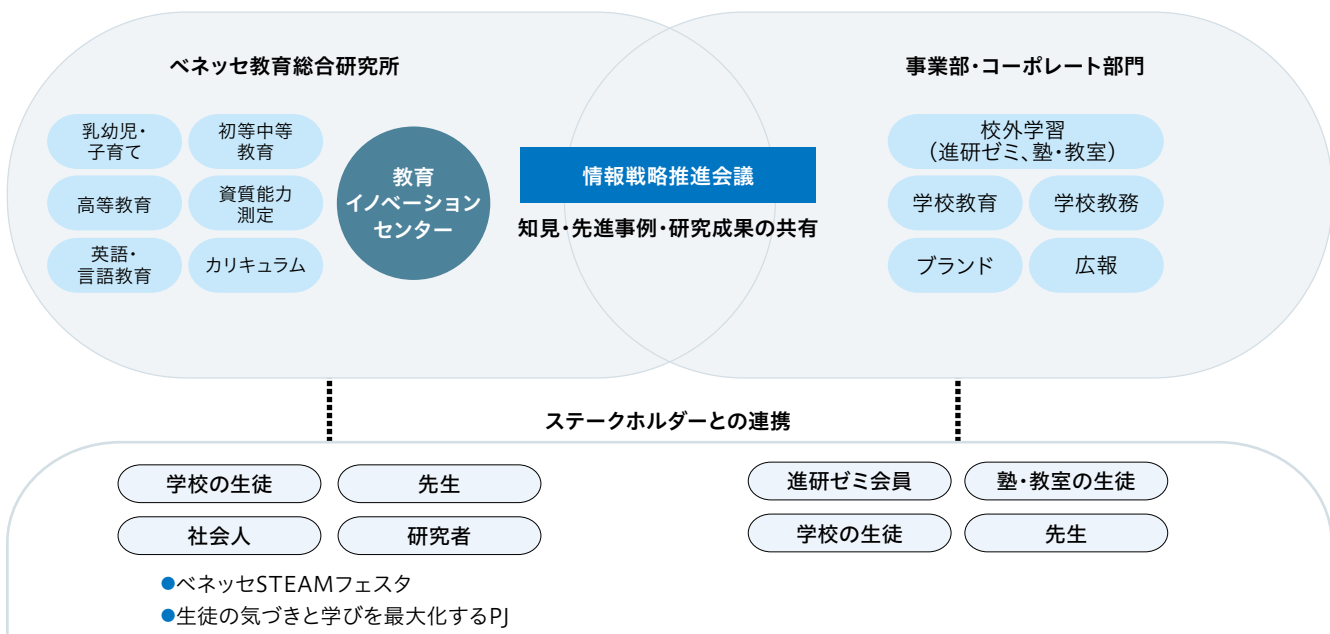 ベネッセ教育総合研究所
乳幼児・
子育て
初等中等
教育
高等教育
資質能力
測定
英語・
言語教育
カリキュラム
教育
イノベーション
センター
情報戦略推進会議
知見・先進事例・研究成果の共有
事業部・コーポレート部門
校外学習
(進研ゼミ、塾・教室)
学校教育
学校教務
ブランド
広報
ステークホルダーとの連携
学校の生徒
先生
社会人
研究者
●ベネッセSTEAMフェスタ
●生徒の気づきと学びを最大化するPJ
進研ゼミ会員
塾・教室の生徒
学校の生徒
先生